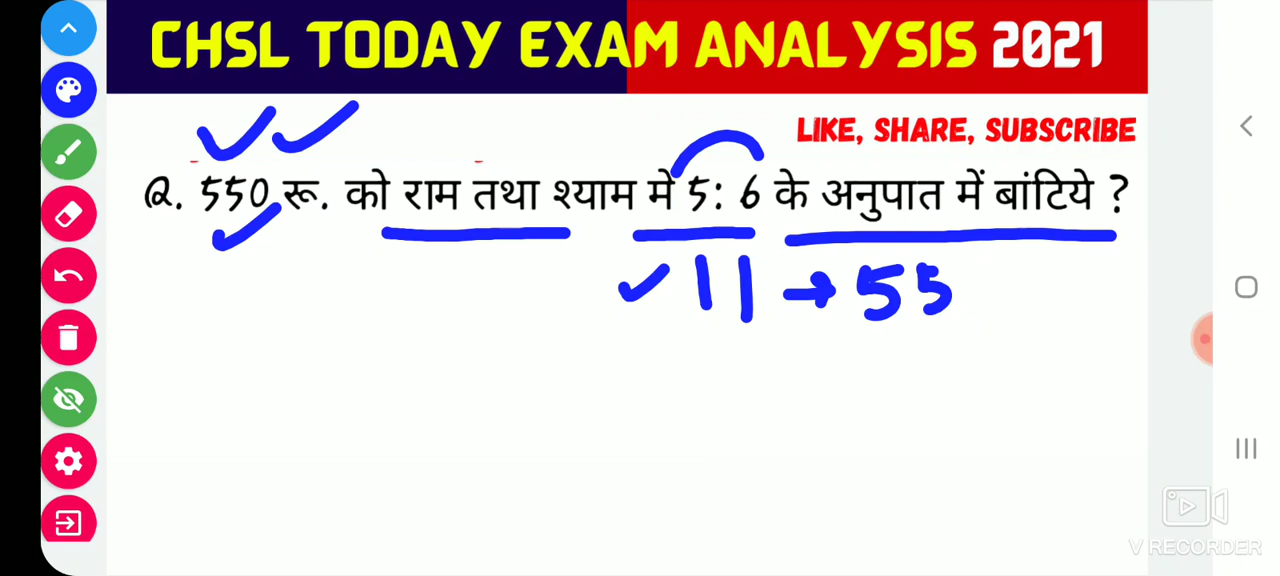 CHSL TODAY EXAM ANALYSIS 2021
LIKE, SHARE, SUBSCRIBE
Q. 550 रू. को राम तथा श्याम में 5: 6 के अनुपात में बांटिये ?
11 → 55
V RECORDER